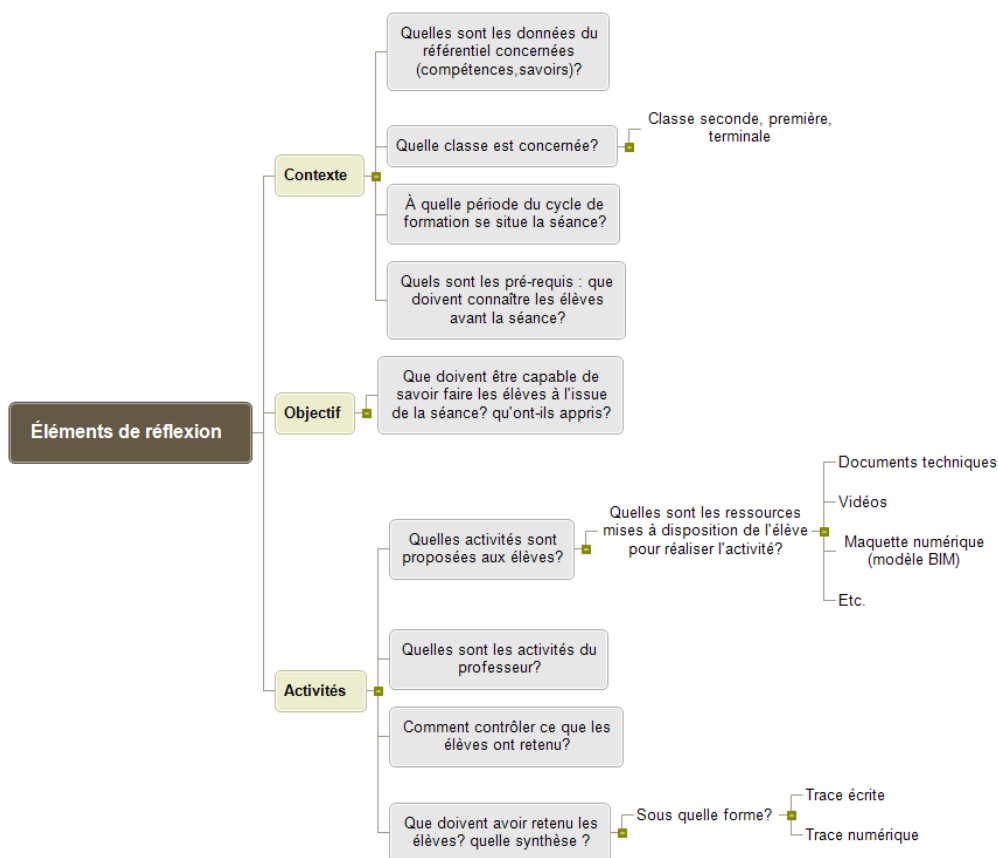 Éléments de réflexion
Contexte
Quelles sont les données du
référentiel concernées
(compétences,savoirs)?
Quelle classe est concernée?
Classe seconde, première,
terminale
À quelle période du cycle de
formation se situe la séance?
Quels sont les pré-requis : que
doivent connaître les élèves
avant la séance?
Objectif
Que doivent être capable de
savoir faire les élèves à l'issue
de la séance? qu'ont-ils appris?
Activités
Quelles activités sont
proposées aux élèves?
Quelles sont les ressources
mises à disposition de l'élève
pour réaliser l'activité?
Documents techniques
Vidéos
Maquette numérique
(modèle BIM)
Etc.
Quelles sont les activités du
professeur?
Comment contrôler ce que les
élèves ont retenu?
Que doivent avoir retenu les
élèves? quelle synthèse ?
Sous quelle forme?
Trace écrite
Trace numérique